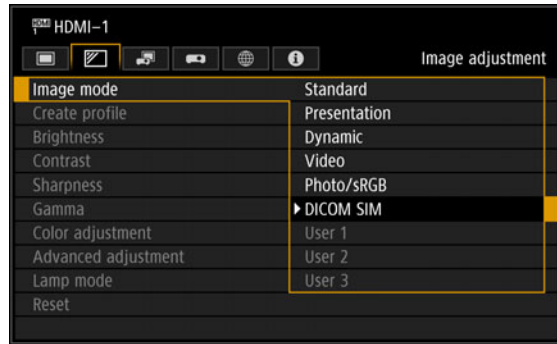 HDMI HDMI-1
Image adjustment
Image mode
Standard
Create profile
Presentation
Brightness
Dynamic
Contrast
Video
Sharpness
Photo/sRGB
Gamma
DICOM SIM
Color adjustment
User 1
Advanced adjustment
User 2
Lamp mode
User 3
Reset